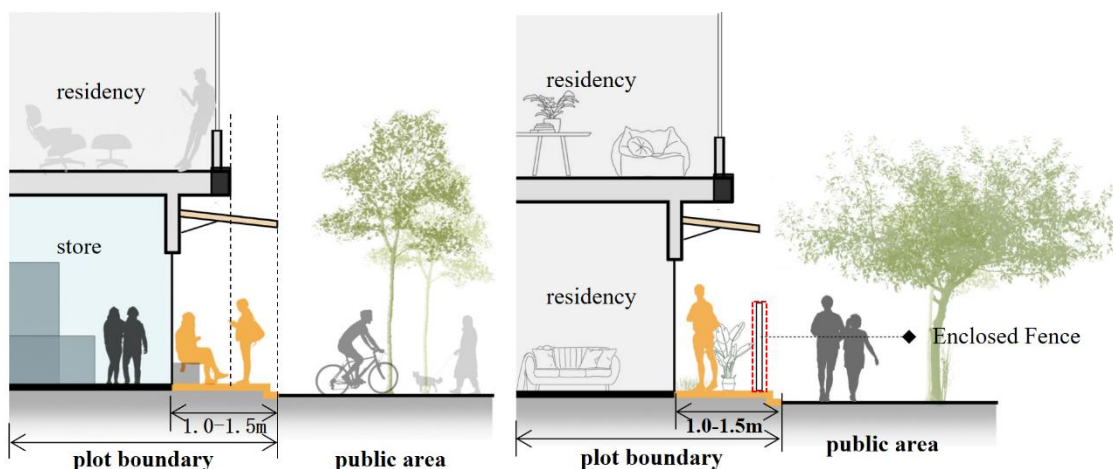 residency
store
1.0-1.5m
plot boundary
public area
residency
residency
Enclosed Fence
1.0-1.5m
plot boundary
public area